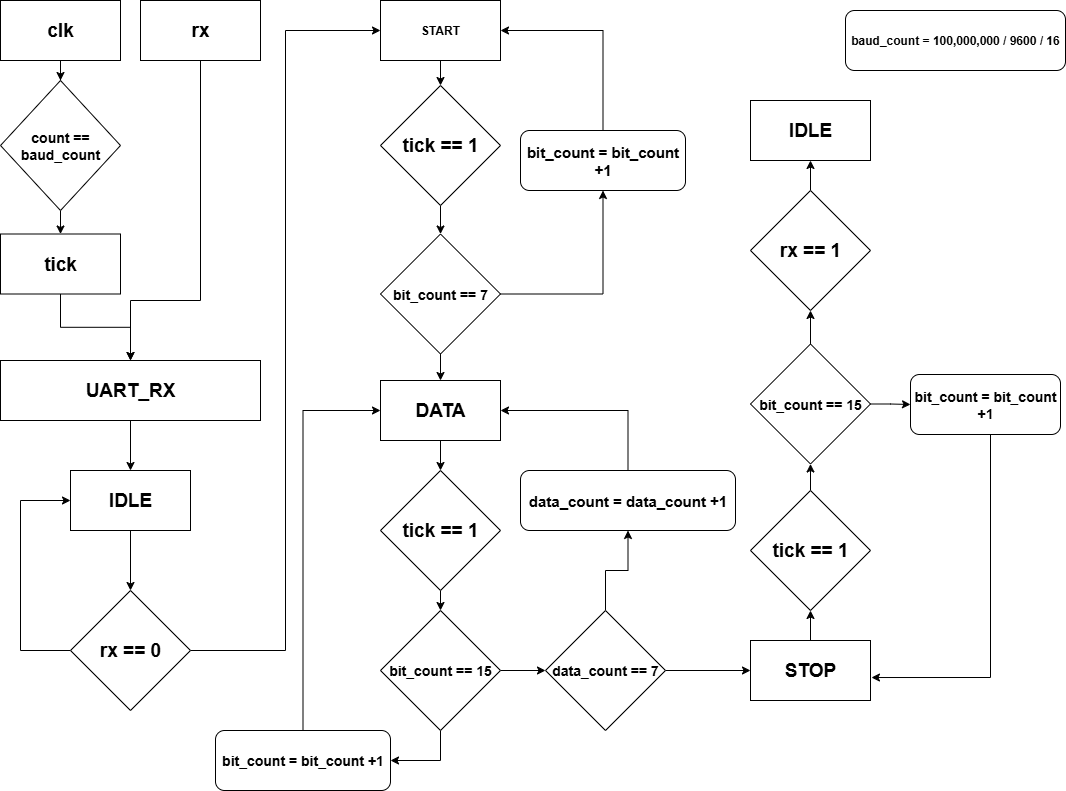 clk
rx
count ==
baud_count
tick
UART_RX
IDLE
rx == 0
START
tick == 1
bit_count = bit_count
+1
bit_count == 7
DATA
tick == 1
data_count = data_count +1
bit_count == 15
data_count == 7
bit_count = bit_count +1
baud_count = 100,000,000 / 9600 / 16
IDLE
rx == 1
bit_count == 15
bit_count = bit_count
+1
tick == 1
STOP